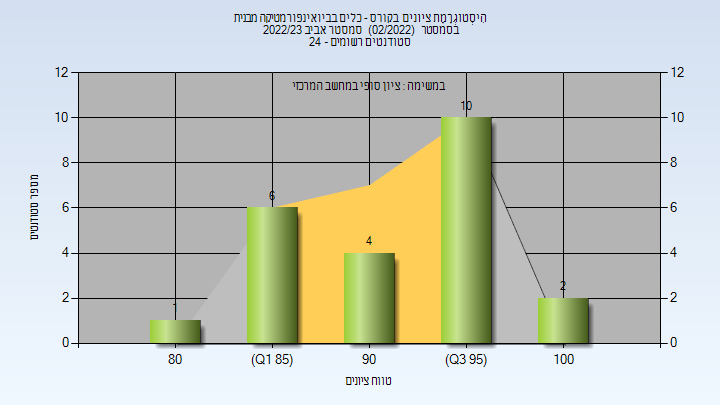 היסטוגרמת ציונים בקורס - כלים בביואינפורמטיקה מבנית
בסמסטר (02/2022) סמסטר אביב 2022/23
סטודנטים רשומים - 24
במשימה : ציון סופי במחשב המרכזי
12 12
10 10 10
8 8
6 6 6
4 4 4
2 2 2
1
0 0
80 (Q1 85) 90 (Q3 95) 100
מספר סטודנטים
טווח ציונים